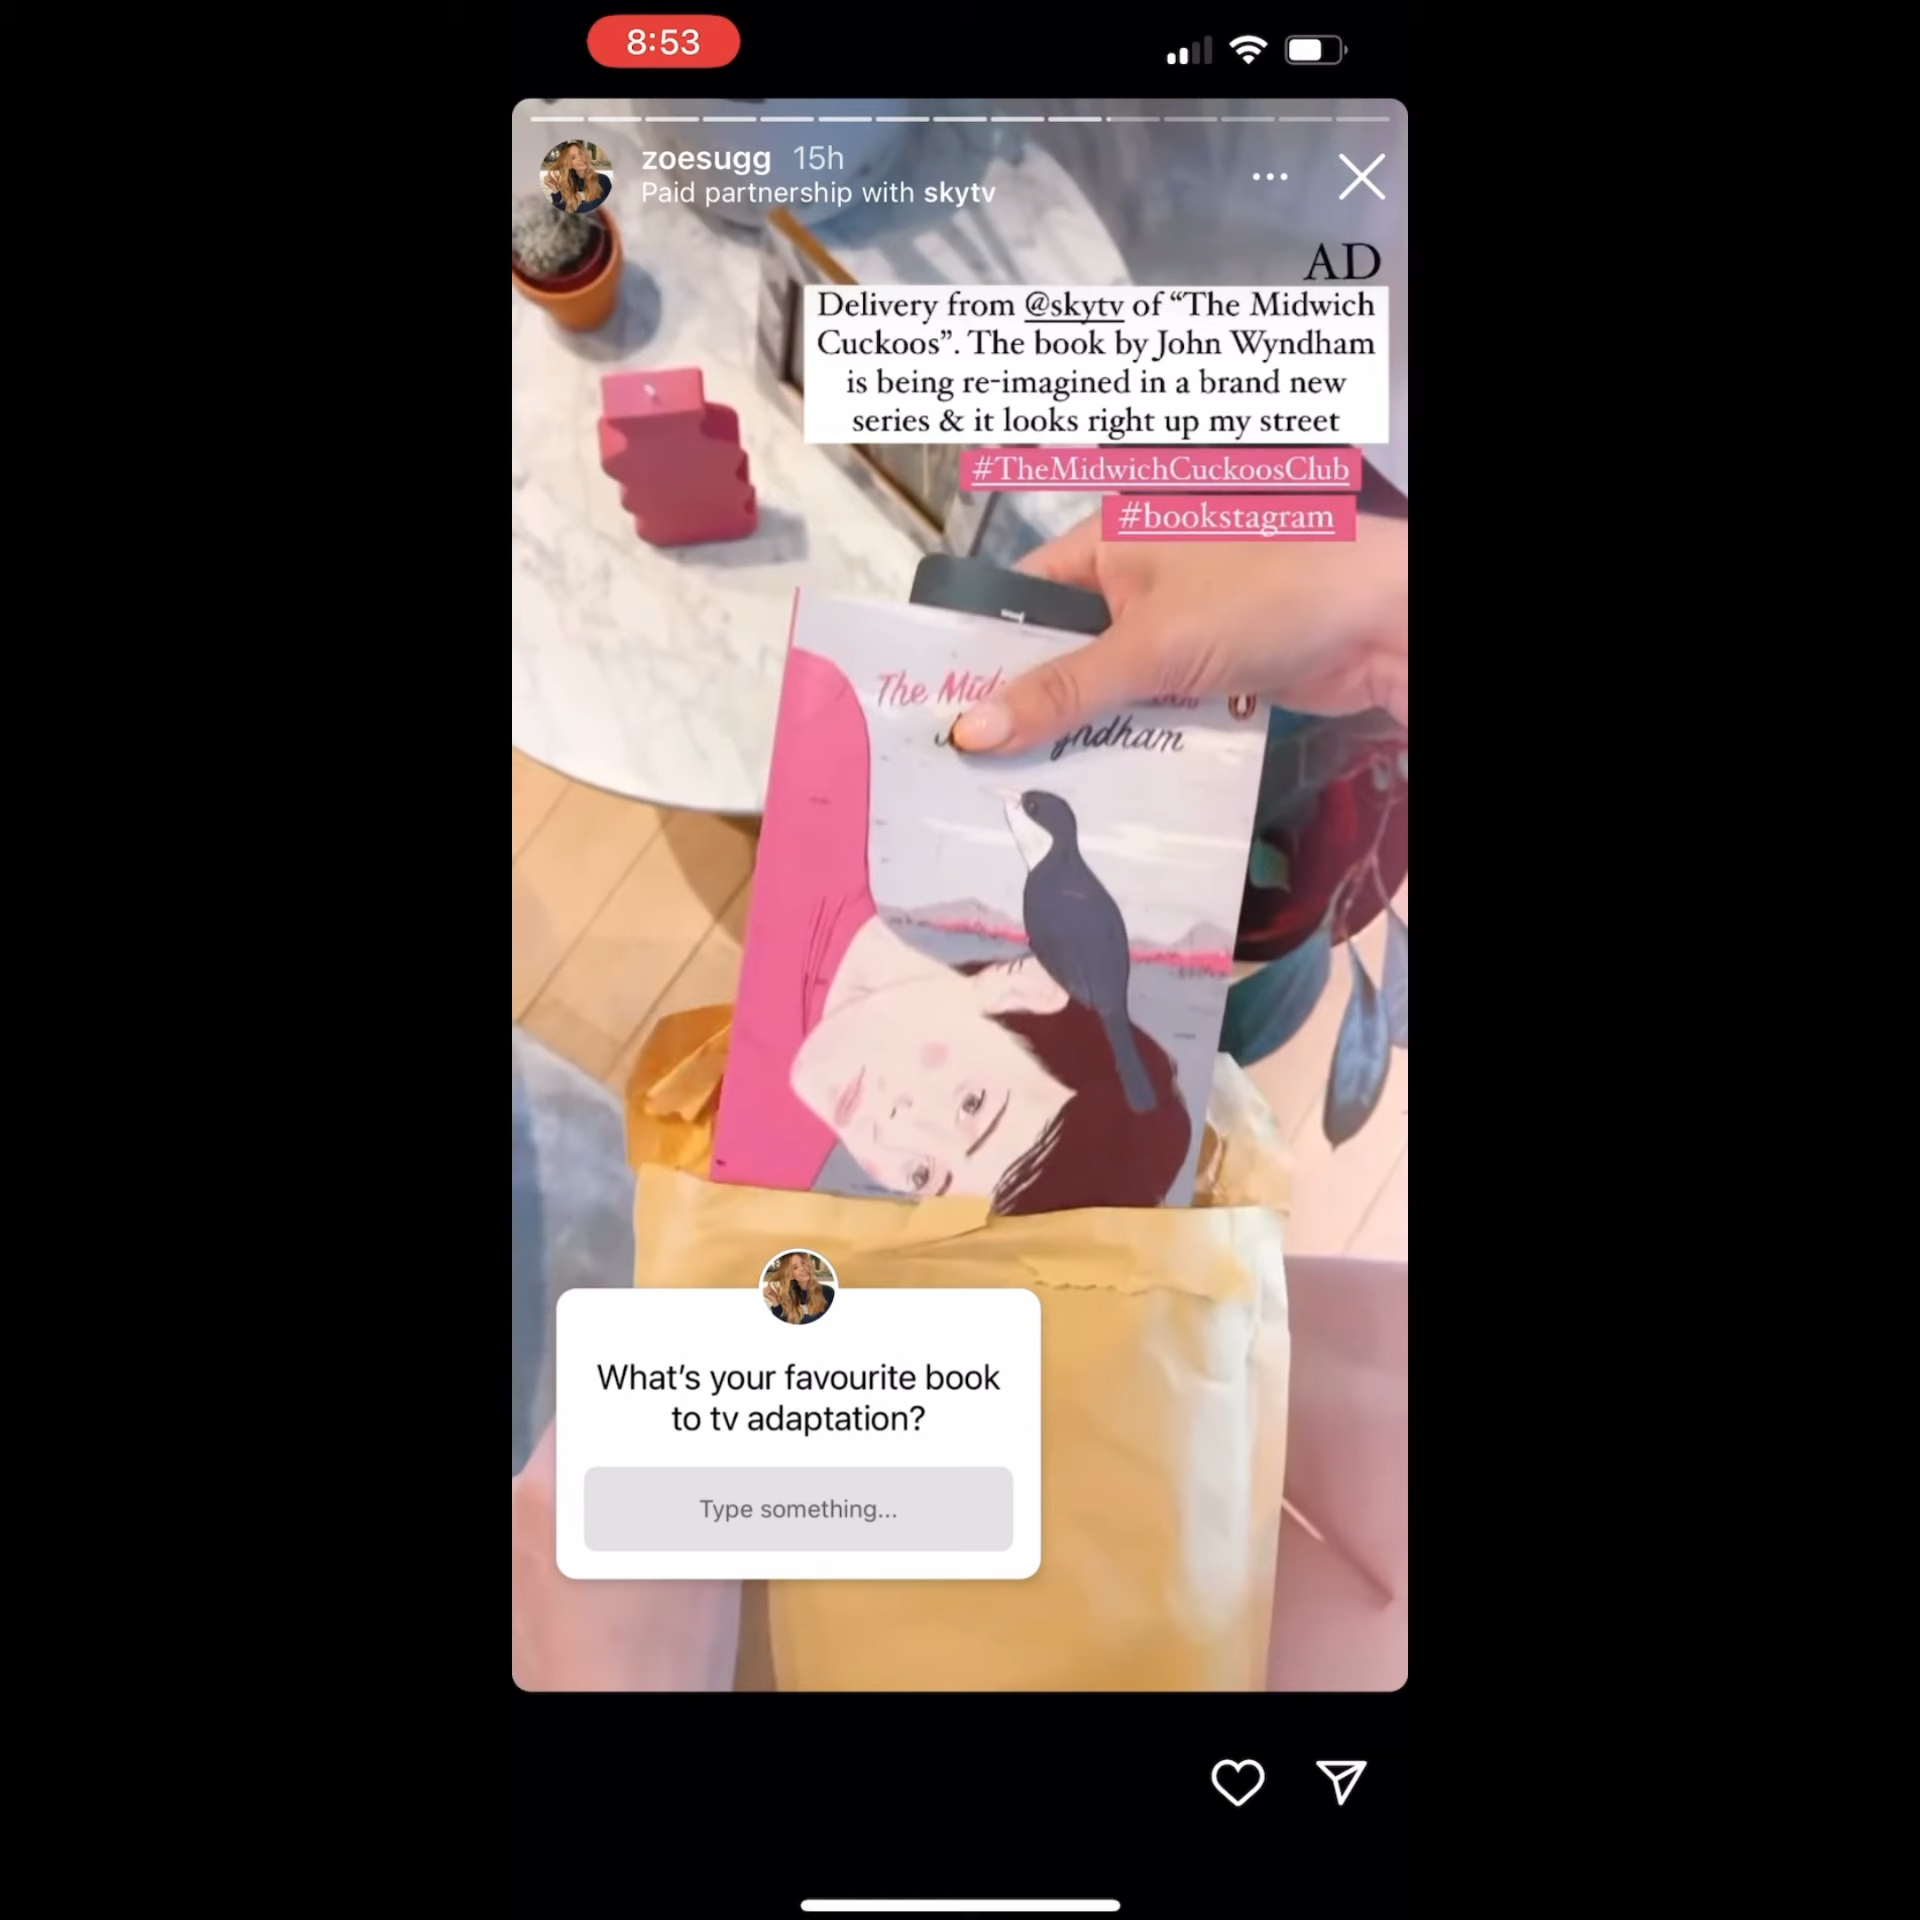 8:53
zoesugg 15h
Paid partnership with skytv
AD
Delivery from @skytv of “The Midwich
Cuckoos”. The book by John Wyndham
is being re-imagined in a brand new
series & it looks right up my street
#TheMidwichCuckoosClub
#bookstagram
The
What's your favourite book
to tv adaptation?
Type something...